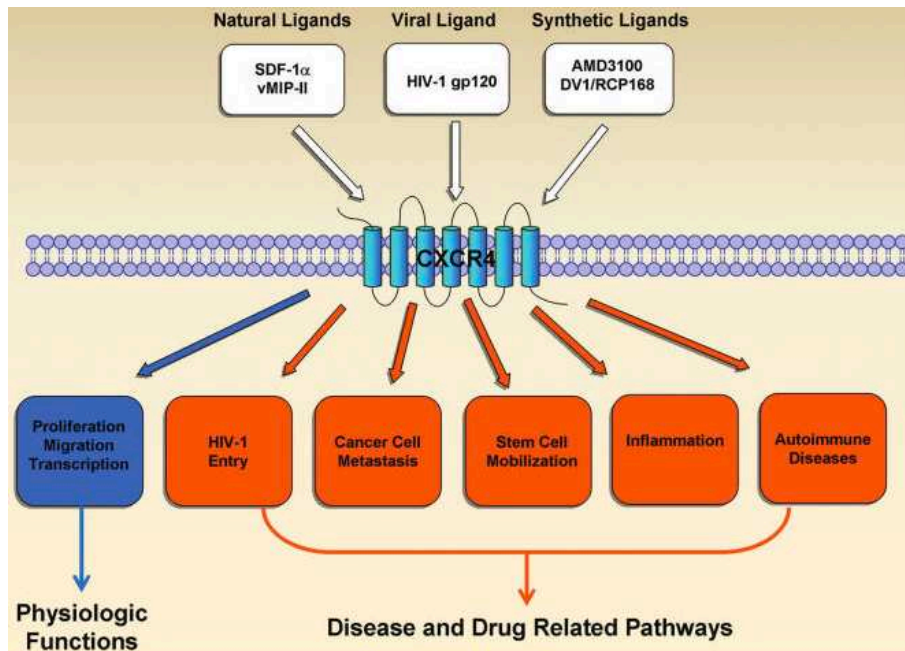 Natural Ligands
Viral Ligand
Synthetic Ligands
SDF-1α
vMIP-II
HIV-1 gp120
AMD3100
DV1/RCP168
CXCR4
Proliferation
Migration
Transcription
HIV-1
Entry
Cancer Cell
Metastasis
Stem Cell
Mobilization
Inflammation
Autoimmune
Diseases
Physiologic
Functions
Disease and Drug Related Pathways